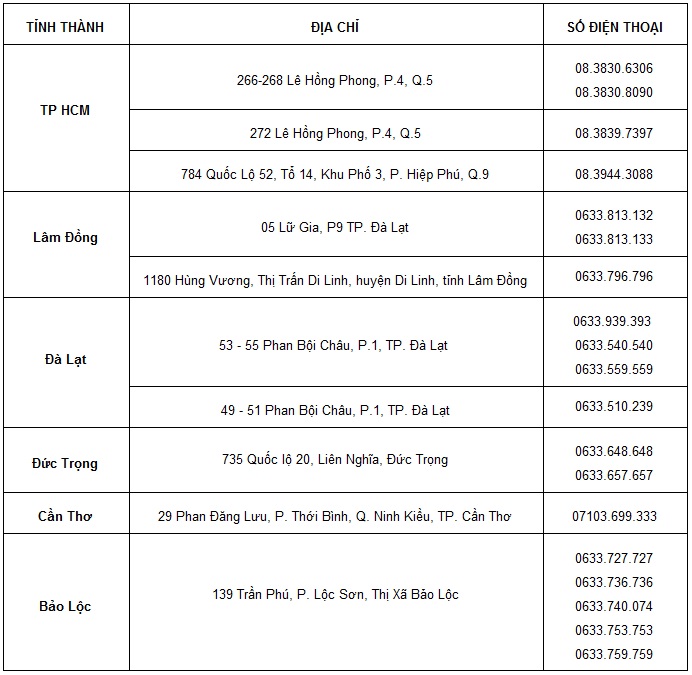 TỈNH THÀNH ĐỊA CHỈ SỐ ĐIỆN THOẠI
TP HCM
266-268 Lê Hồng Phong, P.4, Q.5
08.3830.6306
08.3830.8090
272 Lê Hồng Phong, P.4, Q.5 08.3839.7397
784 Quốc Lộ 52, Tổ 14, Khu Phố 3, P. Hiệp Phú, Q.9 08.3944.3088
Lâm Đồng
05 Lữ Gia, P9 TP. Đà Lạt
0633.813.132
0633.813.133
1180 Hùng Vương, Thị Trấn Di Linh, huyện Di Linh, tỉnh Lâm Đồng 0633.796.796
Đà Lạt
53 - 55 Phan Bội Châu, P.1, TP. Đà Lạt
0633.939.393
0633.540.540
0633.559.559
49 - 51 Phan Bội Châu, P.1, TP. Đà Lạt 0633.510.239
Đức Trọng
735 Quốc lộ 20, Liên Nghĩa, Đức Trọng
0633.648.648
0633.657.657
Cần Thơ 29 Phan Đăng Lưu, P. Thới Bình, Q. Ninh Kiều, TP. Cần Thơ 07103.699.333
Bảo Lộc
139 Trần Phú, P. Lộc Sơn, Thị Xã Bảo Lộc
0633.727.727
0633.736.736
0633.740.074
0633.753.753
0633.759.759